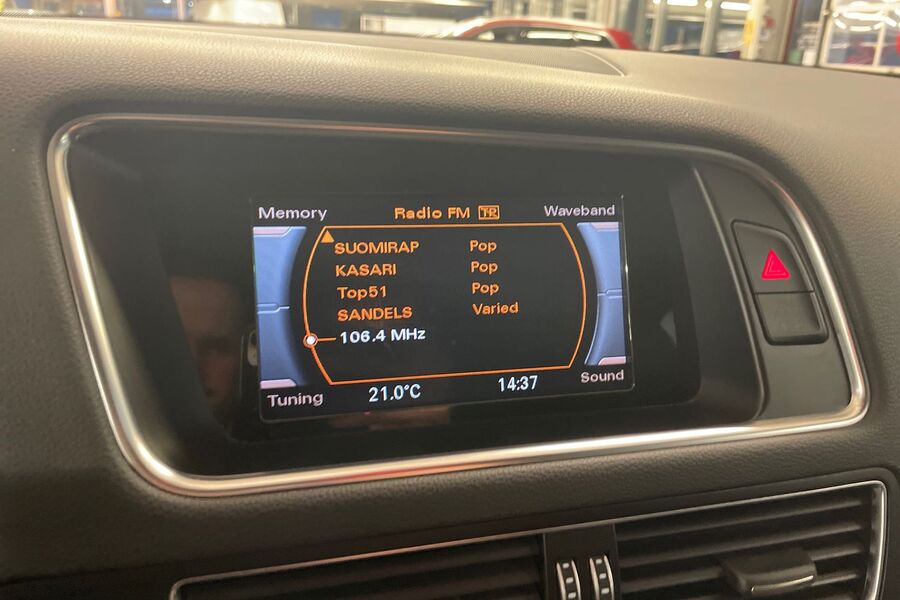 Memory Radio FM TP Waveband
SUOMIRAP Pop
KASARI Pop
Top51 Pop
SANDELS Varied
106.4 MHz
Tuning 21.0°C 14:37 Sound